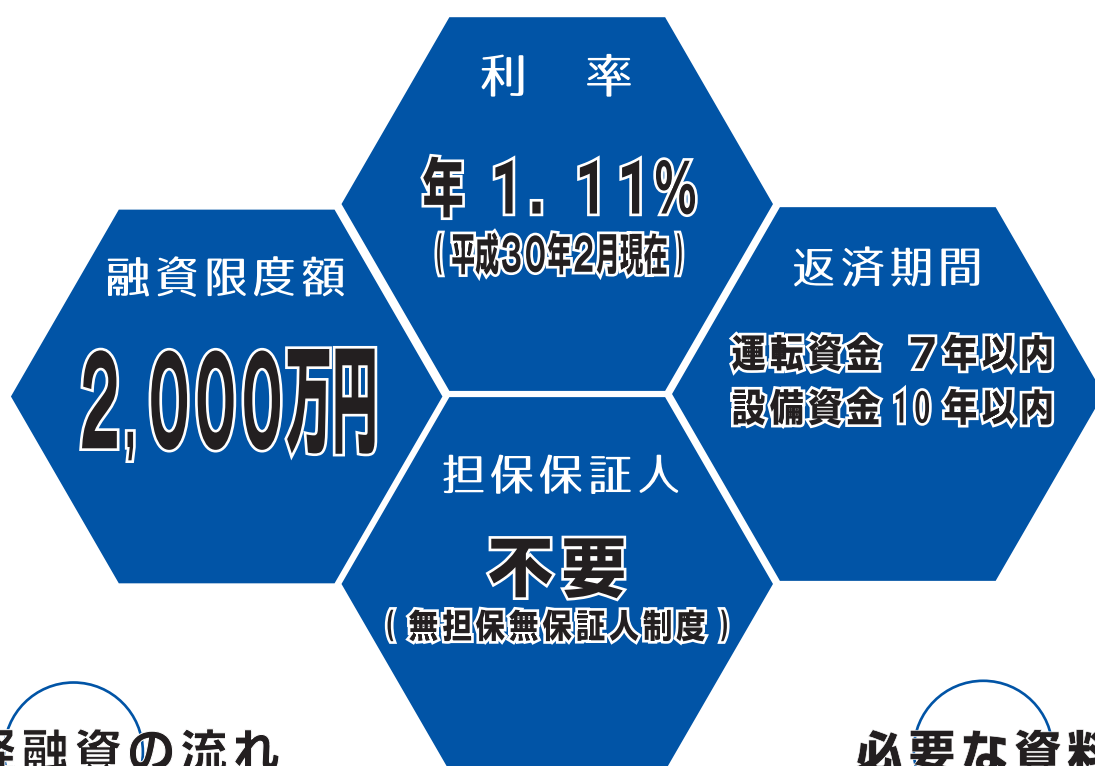 利　率
年 1. 11%
(平成30年2月現在)
融資限度額
2,000万円
返済期間
運転資金 7年以内
設備資金10年以内
担保保証人
不要
(無担保無保証人制度)
融資の流れ
必要な資料